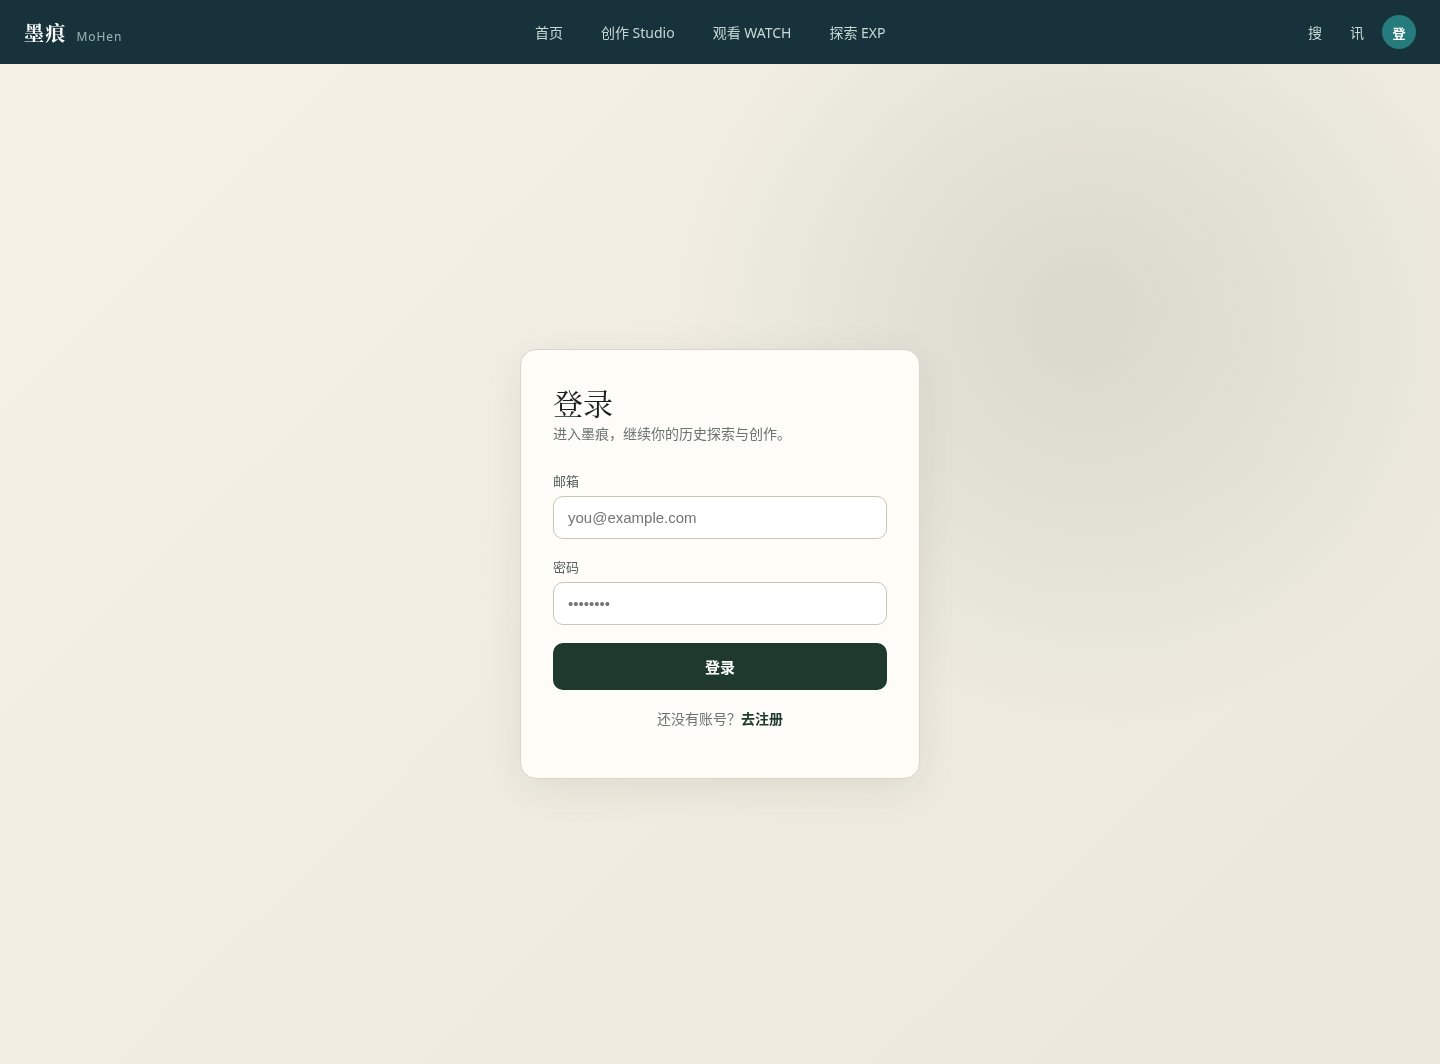 墨痕 MoHen 首页 创作 Studio 观看 WATCH 探索 EXP 搜 讯 登
登录
进入墨痕，继续你的历史探索与创作。
邮箱
you@example.com
密码
••••••••
登录
还没有账号？去注册